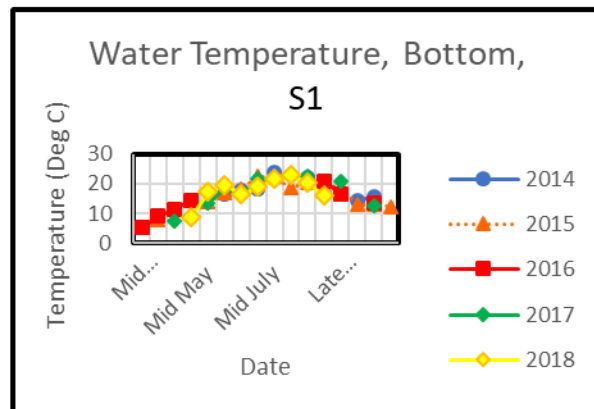 Water Temperature, Bottom,
S1
Temperature (Deg C)
30
20
10
0
Mid...
Mid May
Mid July
Late...
Date
2014
2015
2016
2017
2018